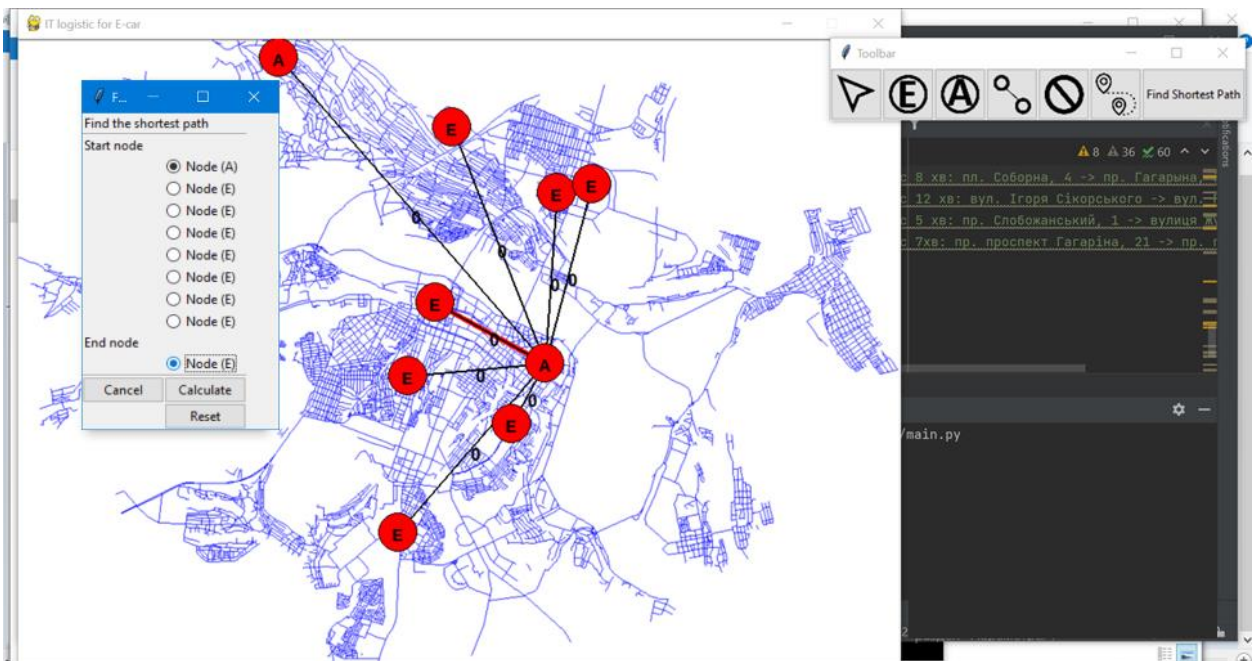 IT logistic for E-car
Toolbar
E
A
Find Shortest Path
F...
Find the shortest path
Start node
Node (A)
Node (E)
Node (E)
Node (E)
Node (E)
Node (E)
Node (E)
Node (E)
End node
Node (E)
Cancel
Calculate
Reset
A
E
E
E
E
A
E
E
E
0
0
0
0
0
0
0
0
8 36 60
с 8 хв: пл. Соборна, 4 -> пр. Гагарына,
с 12 хв: вул. Ігоря Сікорського -> вул.
с 5 хв: пр. Слобожанський, 1 -> вулиця
с 7хв: пр. проспект Гагаріна, 21 -> пр.
/main.py